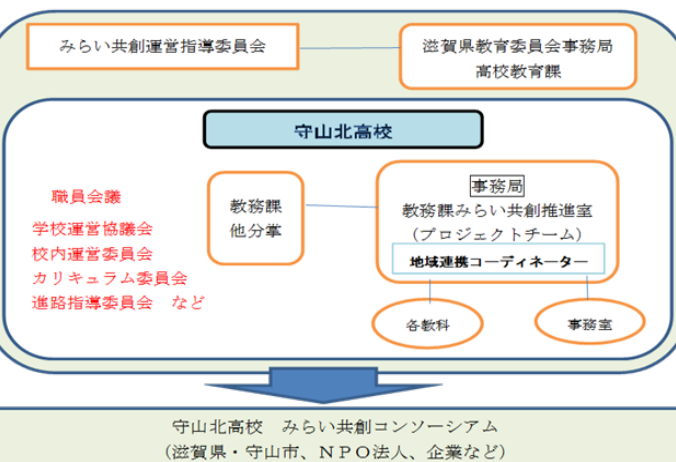 みらい共創運営指導委員会
滋賀県教育委員会事務局
高校教育課
守山北高校
職員会議
学校運営協議会
校内運営委員会
カリキュラム委員会
進路指導委員会　など
教務課
他分掌
事務局
教務課みらい共創推進室
（プロジェクトチーム）
地域連携コーディネーター
各教科
事務室
守山北高校　みらい共創コンソーシアム
（滋賀県・守山市、ＮＰＯ法人、企業など）